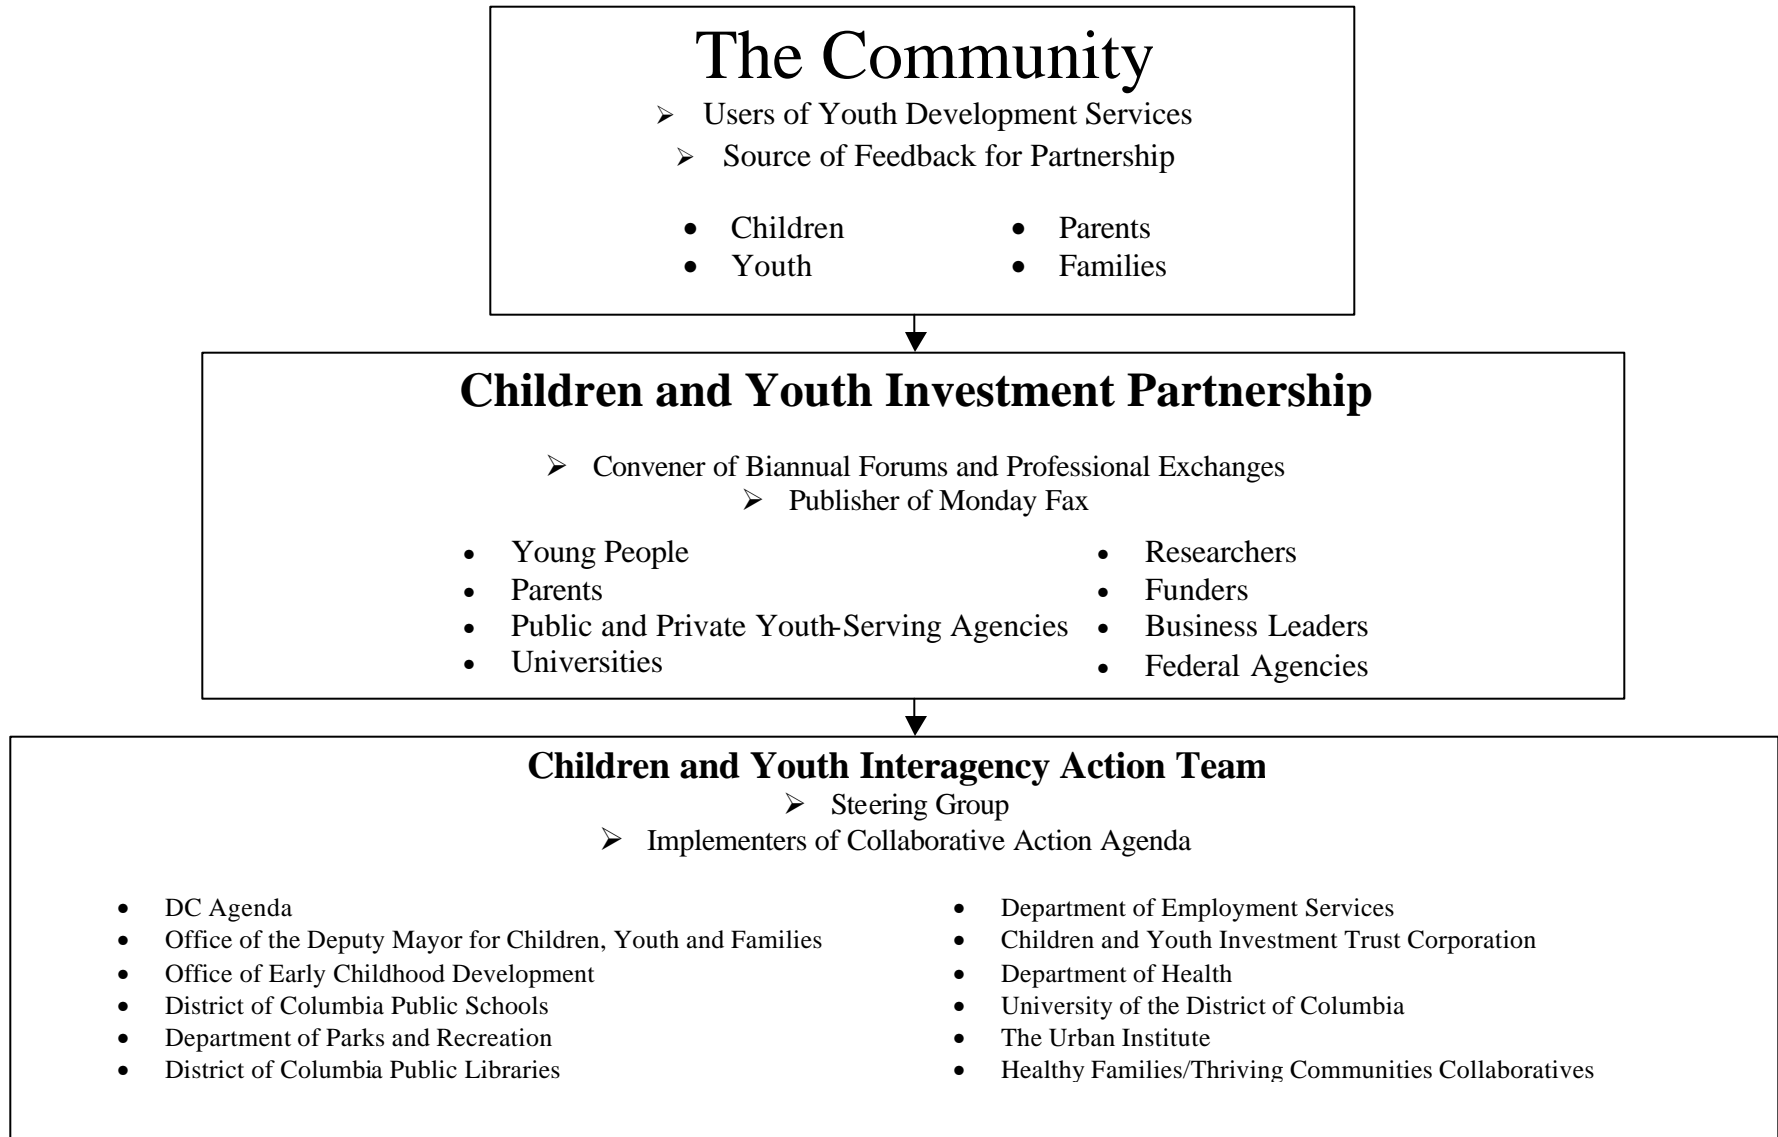 The Community
➢ Users of Youth Development Services
➢ Source of Feedback for Partnership
• Children
• Youth
• Parents
• Families
Children and Youth Investment Partnership
➢ Convener of Biannual Forums and Professional Exchanges
➢ Publisher of Monday Fax
• Young People
• Parents
• Public and Private Youth-Serving Agencies
• Universities
• Researchers
• Funders
• Business Leaders
• Federal Agencies
Children and Youth Interagency Action Team
➢ Steering Group
➢ Implementers of Collaborative Action Agenda
• DC Agenda
• Office of the Deputy Mayor for Children, Youth and Families
• Office of Early Childhood Development
• District of Columbia Public Schools
• Department of Parks and Recreation
• District of Columbia Public Libraries
• Department of Employment Services
• Children and Youth Investment Trust Corporation
• Department of Health
• University of the District of Columbia
• The Urban Institute
• Healthy Families/Thriving Communities Collaboratives